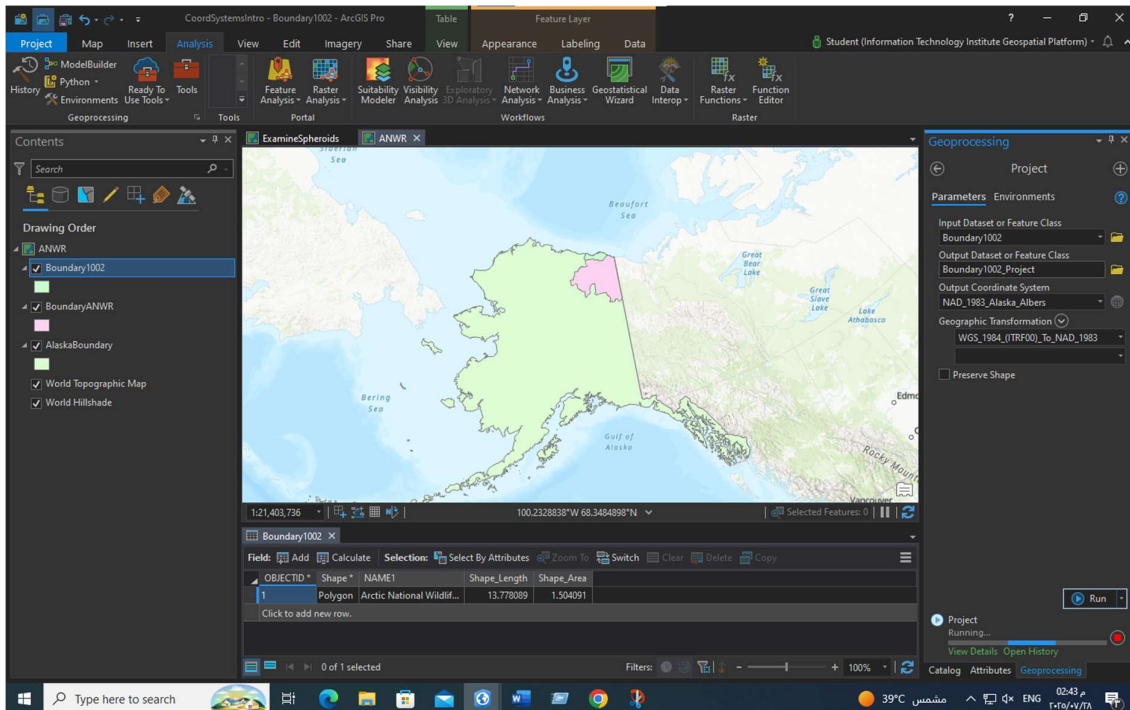 CoordSystemsIntro - Boundary1002 - ArcGIS Pro
Table
Feature Layer
?
Project Map Insert Analysis View Edit Imagery Share View Appearance Labeling Data
Student (Information Technology Institute Geospatial Platform)
History
ModelBuilder
Python
Environments
Ready To Use Tools
Tools
Feature Analysis
Raster Analysis
Suitability Modeler
Visibility Analysis
Exploratory 3D Analysis
Network Analysis
Business Analysis
Geostatistical Wizard
Data Interop
Raster Functions
Function Editor
Geoprocessing
Tools
Portal
Workflows
Raster
Contents
Search
Drawing Order
ANWR
Boundary1002
BoundaryANWR
AlaskaBoundary
World Topographic Map
World Hillshade
ExamineSpheroids
ANWR
Siberian
Sea
Beaufort
Sea
Great
Bear
Lake
Great
Slave
Lake
Lake
Athabasca
Bering
Sea
Gulf of
Alaska
Edmo
Rocky Mount
Vancouver
1:21,403,736
100.2328838°W 68.3484898°N
Selected Features: 0
Boundary1002
Field: Add Calculate Selection: Select By Attributes Zoom To Switch Clear Delete Copy
OBJECTID * Shape * NAME1 Shape_Length Shape_Area
1 Polygon Arctic National Wildlif... 13.778089 1.504091
Click to add new row.
0 of 1 selected
Filters:
100%
Geoprocessing
Project
Parameters Environments
Input Dataset or Feature Class
Boundary1002
Output Dataset or Feature Class
Boundary1002_Project
Output Coordinate System
NAD_1983_Alaska_Albers
Geographic Transformation
WGS_1984_(ITRF00)_To_NAD_1983
Preserve Shape
Run
Project
Running...
View Details Open History
Catalog Attributes Geoprocessing
Type here to search
39°C مشمس
ENG
02:43 م
٢٠٢٥/٠٧/٢٨